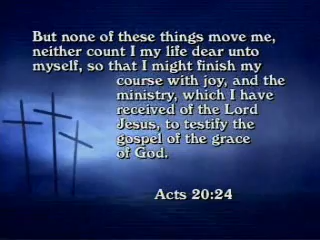 But none of these things move me,
neither count I my life dear unto
myself, so that I might finish my
course with joy, and the
ministry, which I have
received of the Lord
Jesus, to testify the
gospel of the grace
of God.
Acts 20:24